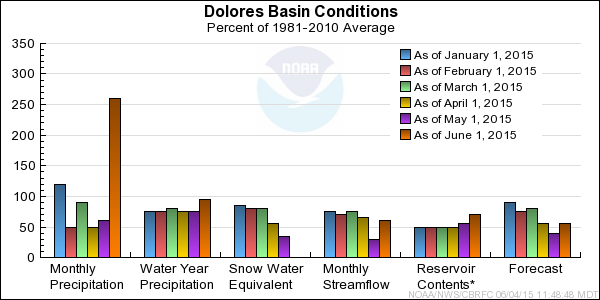 Dolores Basin Conditions
Percent of 1981-2010 Average
350
300
250
200
150
100
50
0
NOAA
As of January 1, 2015
As of February 1, 2015
As of March 1, 2015
As of April 1, 2015
As of May 1, 2015
As of June 1, 2015
Monthly
Precipitation
Water Year
Precipitation
Snow Water
Equivalent
Monthly
Streamflow
Reservoir
Contents*
Forecast
NOAA/NWS/CBRFC 06/04/15 11:48:48 MDT